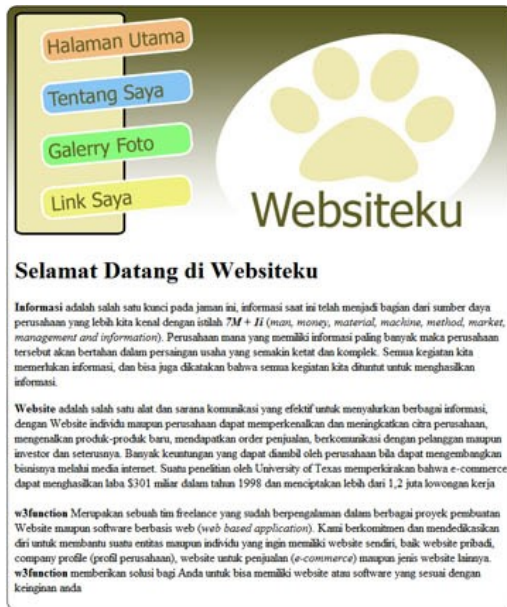 Halaman Utama
Tentang Saya
Galerry Foto
Link Saya
Websiteku
Selamat Datang di Websiteku
Informasi adalah salah satu kunci pada jaman ini, informasi saat ini telah menjadi bagian dari sumber daya
perusahaan yang lebih kita kenal dengan istilah 7M + 1i (man, money, material, machine, method, market,
management and information). Perusahaan mana yang memiliki informasi paling banyak maka perusahaan
tersebut akan bertahan dalam persaingan usaha yang semakin ketat dan komplek. Semua kegiatan kita
memerlukan informasi, dan bisa juga dikatakan bahwa semua kegiatan kita dituntut untuk menghasilkan
informasi.
Website adalah salah satu alat dan sarana komunikasi yang efektif untuk menyalurkan berbagai informasi,
dengan Website individu maupun perusahaan dapat memperkenalkan dan meningkatkan citra perusahaan,
mengenalkan produk-produk baru, mendapatkan order penjualan, berkomunikasi dengan pelanggan maupun
investor dan seterusnya. Banyak keuntungan yang dapat diambil oleh perusahaan bila dapat mengembangkan
bisnisnya melalui media internet. Suatu penelitian oleh University of Texas memperkirakan bahwa e-commerce
dapat menghasilkan laba $301 miliar dalam tahun 1998 dan menciptakan lebih dari 1,2 juta lowongan kerja
w3function Merupakan sebuah tim freelance yang sudah berpengalaman dalam berbagai proyek pembuatan
Website maupun software berbasis web (web based application). Kami berkomitmen dan mendedikasikan
diri untuk membantu suatu entitas maupun individu yang ingin memiliki website sendiri, baik website pribadi,
company profile (profil perusahaan), website untuk penjualan (e-commerce) maupun jenis website lainnya.
w3function memberikan solusi bagi Anda untuk bisa memiliki website atau software yang sesuai dengan
keinginan anda